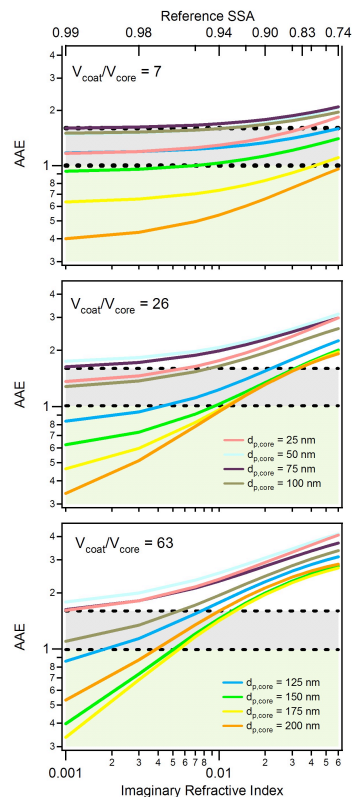 Reference SSA
0.99 0.98 0.94 0.90 0.83 0.74
4
3
2
1
9
8
7
6
5
4
3
AAE
Vcoat/Vcore = 7
4
3
2
1
9
8
7
6
5
4
3
AAE
Vcoat/Vcore = 26
dp,core = 25 nm
dp,core = 50 nm
dp,core = 75 nm
dp,core = 100 nm
4
3
2
1
9
8
7
6
5
4
3
AAE
Vcoat/Vcore = 63
dp,core = 125 nm
dp,core = 150 nm
dp,core = 175 nm
dp,core = 200 nm
0.001 2 3 4 5 6 7 8 0.01 2 3 4 5 6
Imaginary Refractive Index